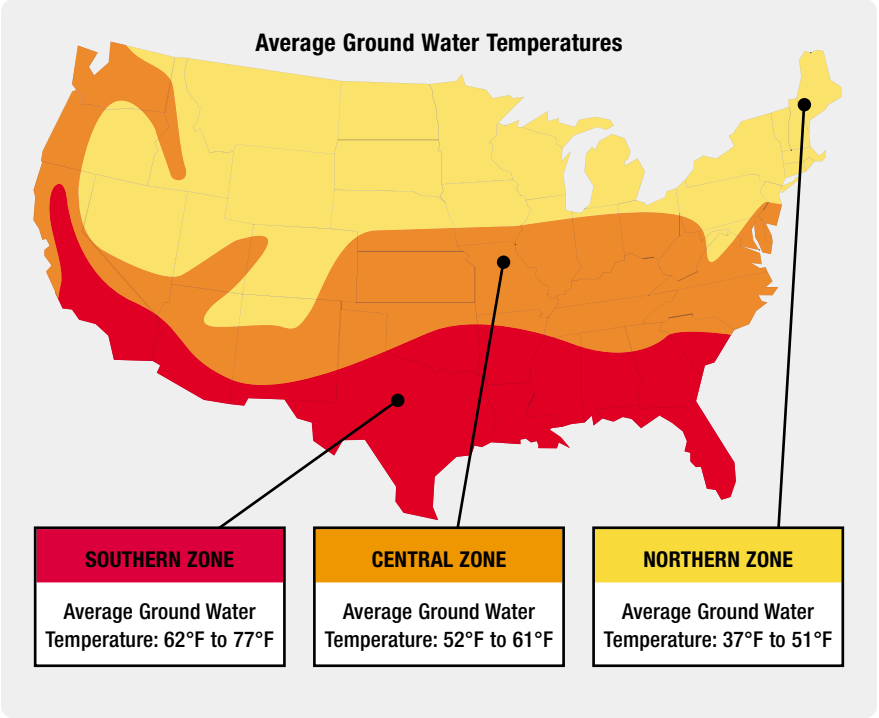 Average Ground Water Temperatures
SOUTHERN ZONE
Average Ground Water
Temperature: 62°F to 77°F
CENTRAL ZONE
Average Ground Water
Temperature: 52°F to 61°F
NORTHERN ZONE
Average Ground Water
Temperature: 37°F to 51°F